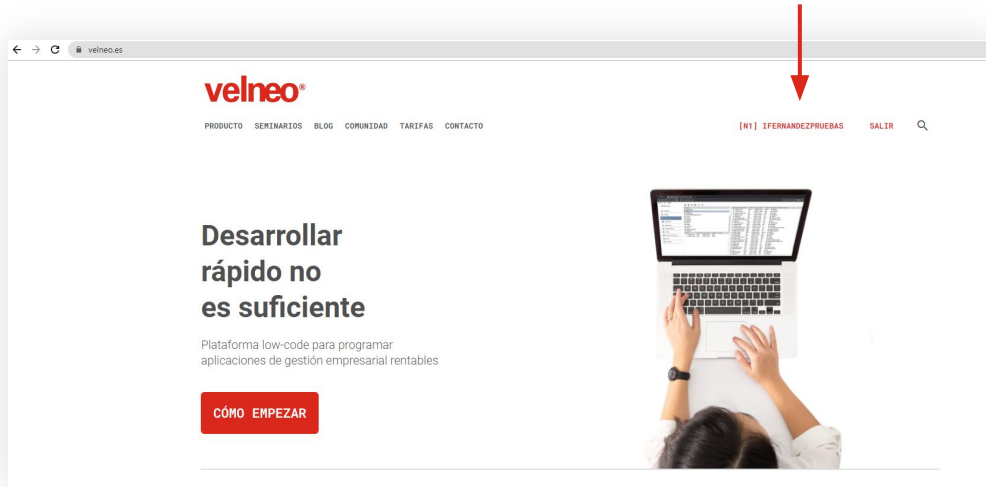 velneo.es
velneo®
PRODUCTO SEMINARIOS BLOG COMUNIDAD TARIFAS CONTACTO
[N1] IFERNANDEZPRUEBAS SALIR
Desarrollar
rápido no
es suficiente
Plataforma low-code para programar
aplicaciones de gestión empresarial rentables
CÓMO EMPEZAR